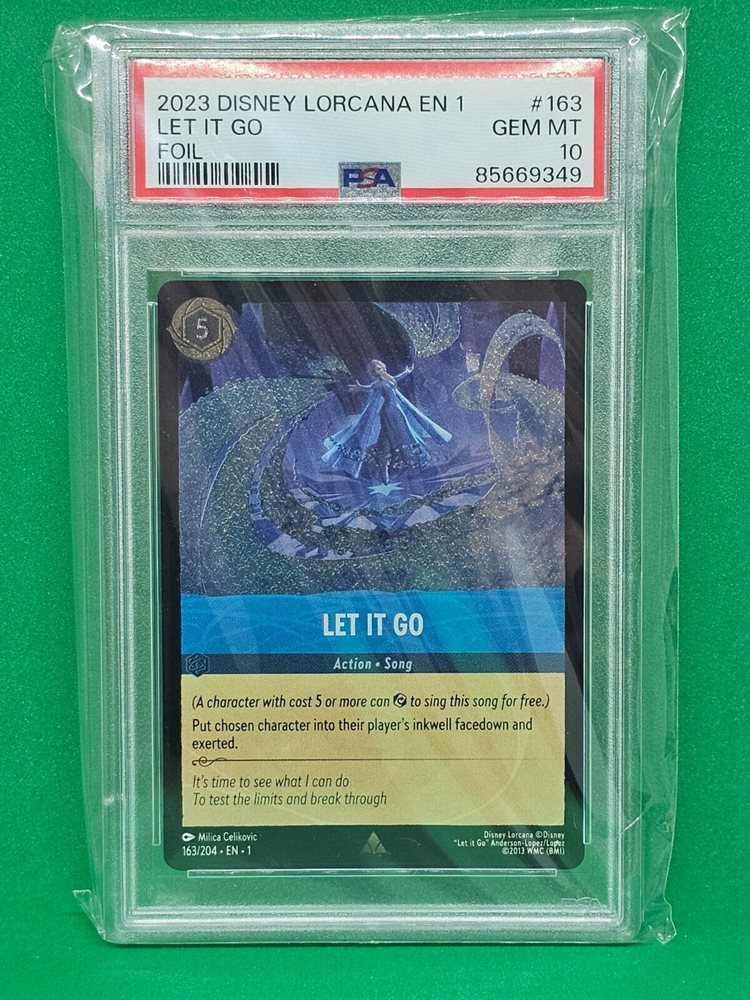 2023 DISNEY LORCANA EN 1 #163
LET IT GO GEM MT
FOIL 10
PSA 85669349
5
LET IT GO
Action • Song
(A character with cost 5 or more can to sing this song for free.)
Put chosen character into their player's inkwell facedown and
exerted.
It's time to see what I can do
To test the limits and break through
Milica Celikovic
163/204 • EN • 1
Disney Lorcana ©Disney
"Let it Go" Anderson-Lopez/Lopez
©2013 WMC (BMI)